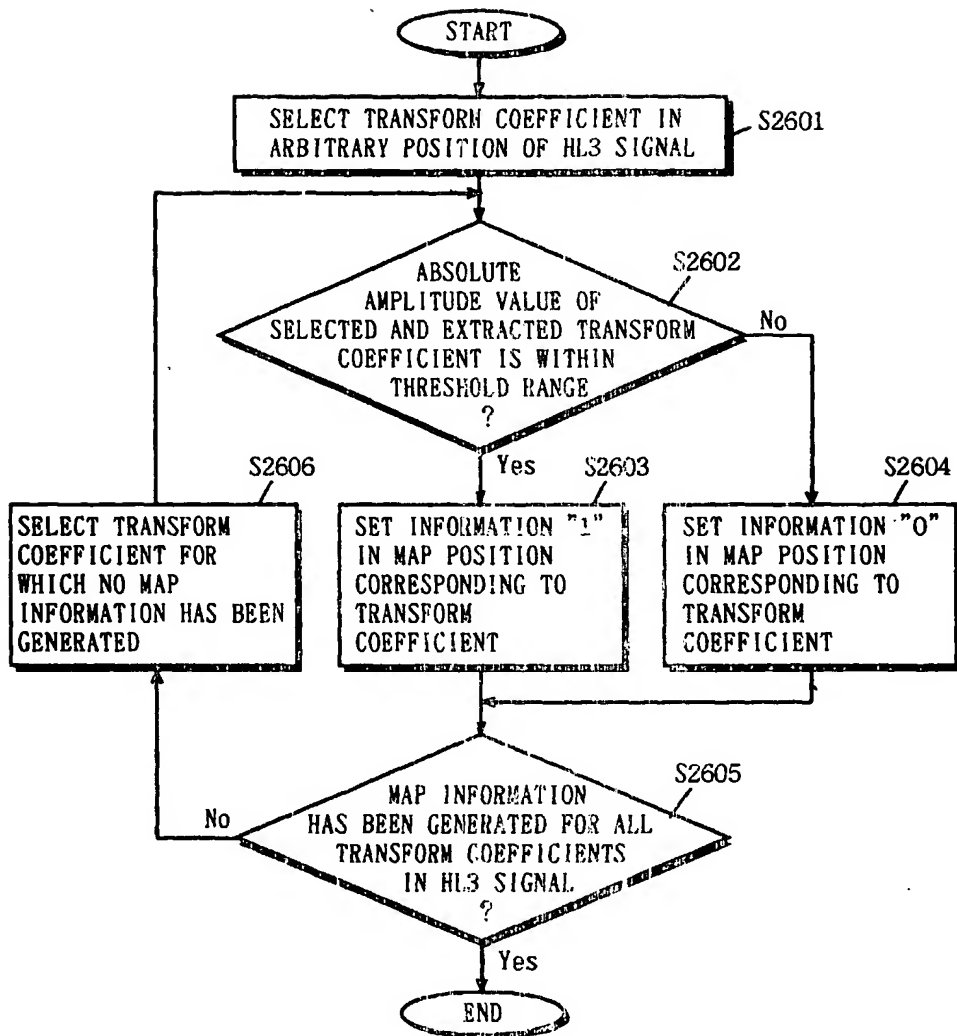 START
SELECT TRANSFORM COEFFICIENT IN
ARBITRARY POSITION OF HL3 SIGNAL
S2601
S2602
ABSOLUTE
AMPLITUDE VALUE OF
SELECTED AND EXTRACTED TRANSFORM
COEFFICIENT IS WITHIN
THRESHOLD RANGE
?
No
Yes
S2606
SELECT TRANSFORM
COEFFICIENT FOR
WHICH NO MAP
INFORMATION HAS BEEN
GENERATED
S2603
SET INFORMATION "1"
IN MAP POSITION
CORRESPONDING TO
TRANSFORM
COEFFICIENT
S2604
SET INFORMATION "0"
IN MAP POSITION
CORRESPONDING TO
TRANSFORM
COEFFICIENT
S2605
MAP INFORMATION
HAS BEEN GENERATED FOR ALL
TRANSFORM COEFFICIENTS
IN HL3 SIGNAL
?
No
Yes
END